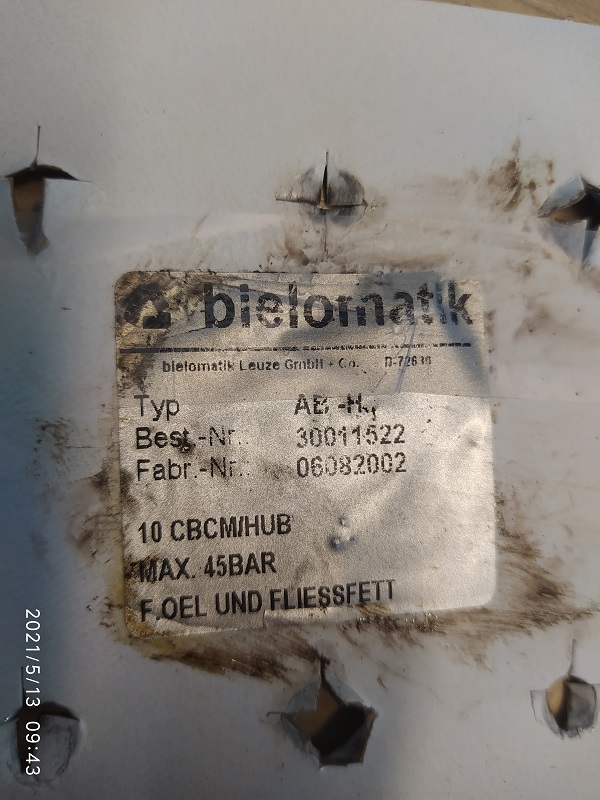 bielomatik
bielomatik Leuze GmbH + Co.
Typ
Best.-Nr.: 30011522
Fabr.-Nr.: 06082002
10 CBCM/HUB
MAX. 45BAR
F.OEL UND FLIESSFETT
2021/5/13 09:43